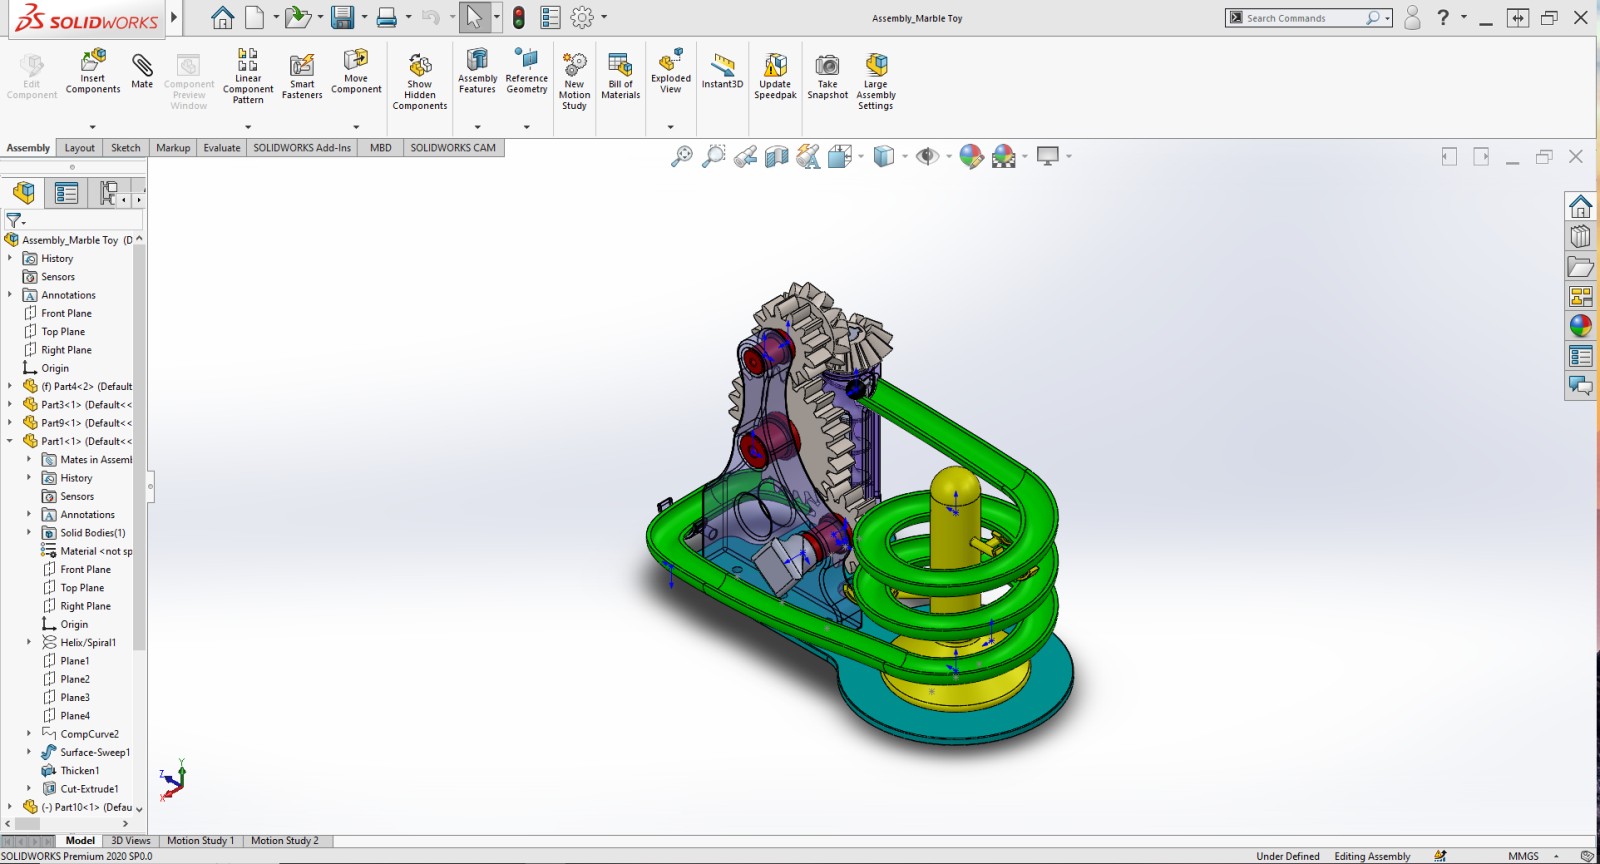 SOLIDWORKS
Assembly_Marble Toy
Search Commands
?
Edit Component
Insert Components
Mate
Component Preview Window
Linear Component Pattern
Smart Fasteners
Move Component
Show Hidden Components
Assembly Features
Reference Geometry
New Motion Study
Bill of Materials
Exploded View
Instant3D
Update Speedpak
Take Snapshot
Large Assembly Settings
Assembly
Layout
Sketch
Markup
Evaluate
SOLIDWORKS Add-Ins
MBD
SOLIDWORKS CAM
Assembly_Marble Toy (D
History
Sensors
Annotations
Front Plane
Top Plane
Right Plane
Origin
(f) Part4<2> (Default
Part3<1> (Default<<
Part9<1> (Default<<
Part1<1> (Default<<
Mates in Assemb
History
Sensors
Annotations
Solid Bodies(1)
Material <not sp
Front Plane
Top Plane
Right Plane
Origin
Helix/Spiral1
Plane1
Plane2
Plane3
Plane4
CompCurve2
Surface-Sweep1
Thicken1
Cut-Extrude1
(-) Part10<1> (Defau
Y
Z
X
Model
3D Views
Motion Study 1
Motion Study 2
SOLIDWORKS Premium 2020 SP0.0
Under Defined
Editing Assembly
MMGS